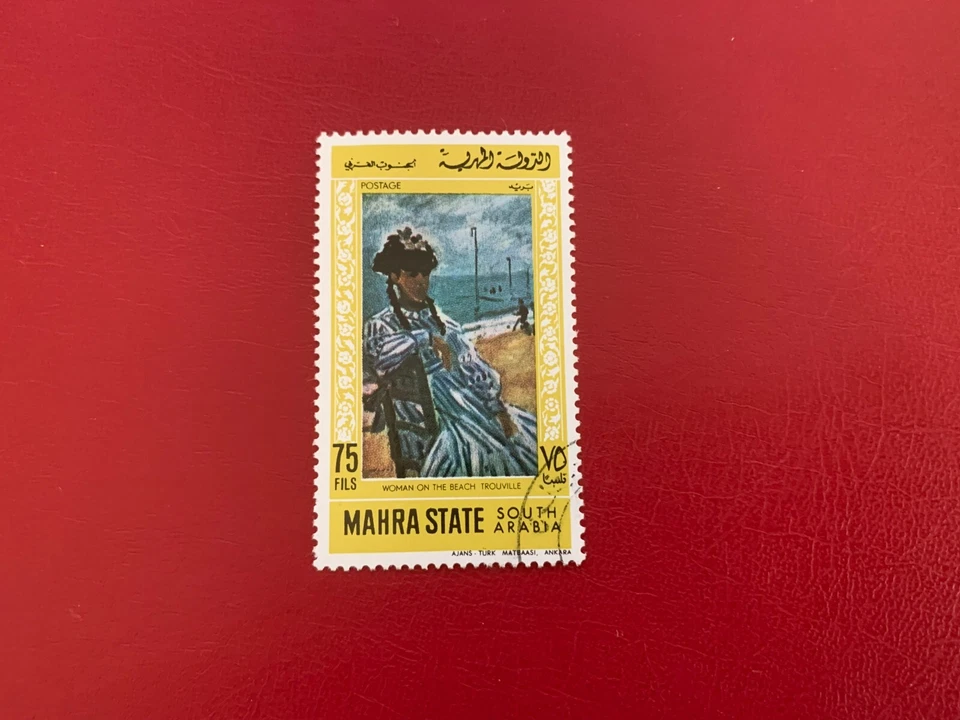 الدولة المهرية
الجنوب العربي
POSTAGE
بريد
75
FILS
٧٥
فلسا
WOMAN ON THE BEACH TROUVILLE
MAHRA STATE
SOUTH
ARABIA
AJANS - TÜRK MATBAASI, ANKARA